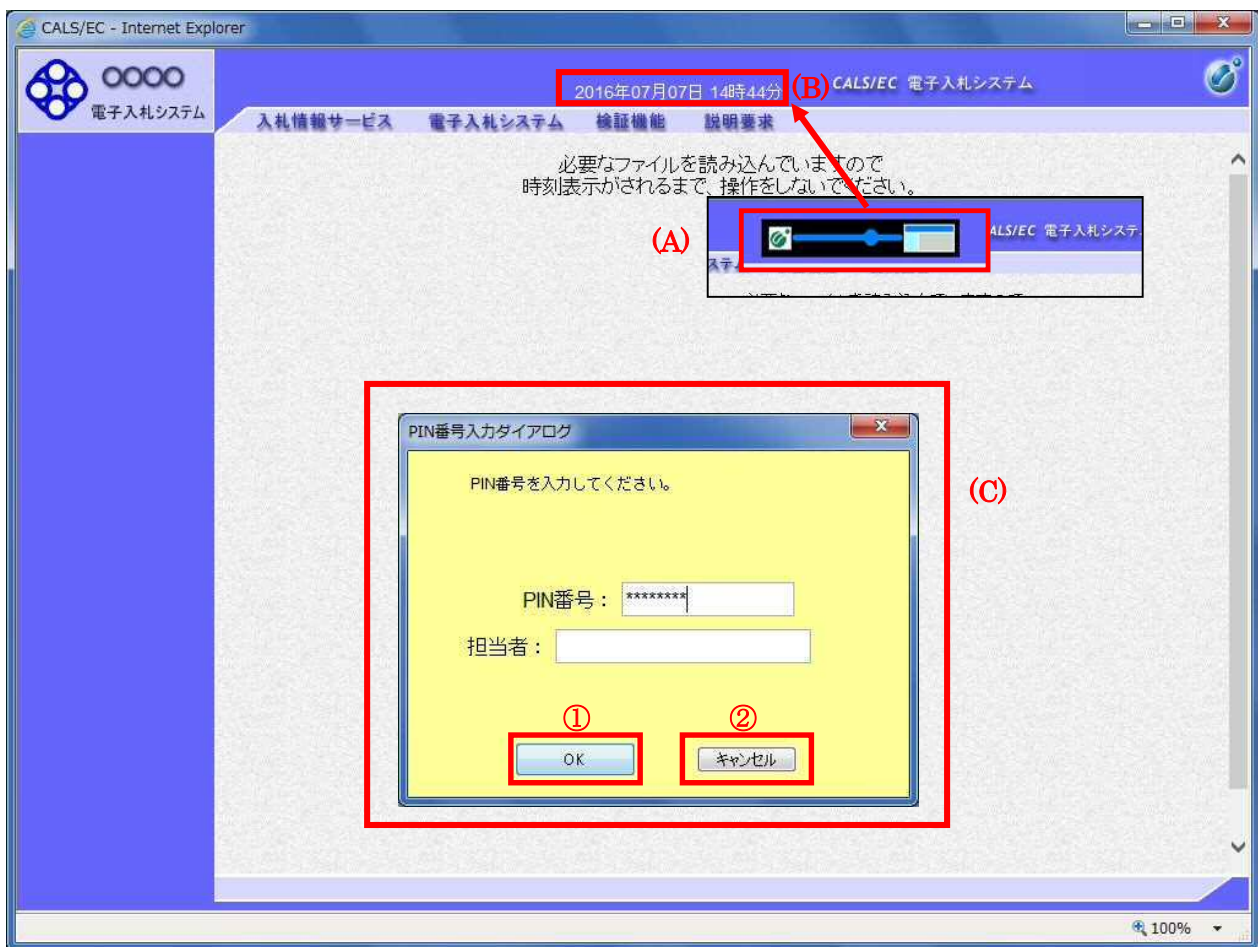 CALS/EC - Internet Explorer
○○○○
電子入札システム
2016年07月07日 14時44分
(B)
CALS/EC 電子入札システム
入札情報サービス 電子入札システム 検証機能 説明要求
必要なファイルを読み込んでいますので
時刻表示がされるまで、操作をしないでください。
(A)
ALS/EC 電子入札システ
ステ
PIN番号入力ダイアログ
PIN番号を入力してください。
(C)
PIN番号： ********
担当者：
① ②
OK キャンセル
100%